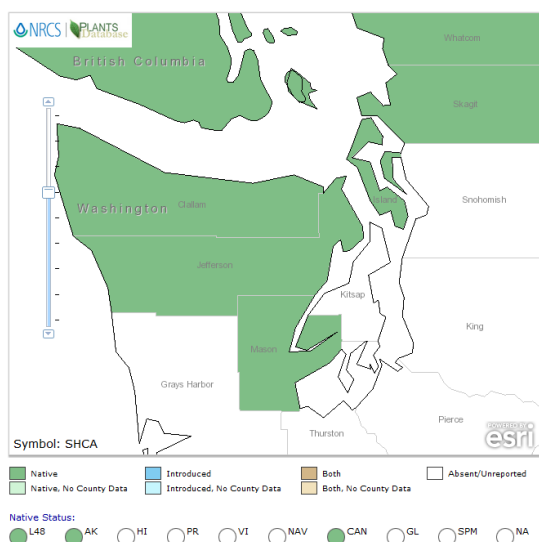 NRCS PLANTS
Database
British Columbia
Whatcom
Skagit
Island
Snohomish
Washington
Clallam
Jefferson
Kitsap
King
Mason
Grays Harbor
Pierce
Thurston
POWERED BY
esri
Symbol: SHCA
Native Introduced Both Absent/Unreported
Native, No County Data Introduced, No County Data Both, No County Data
Native Status:
L48 AK HI PR VI NAV CAN GL SPM NA